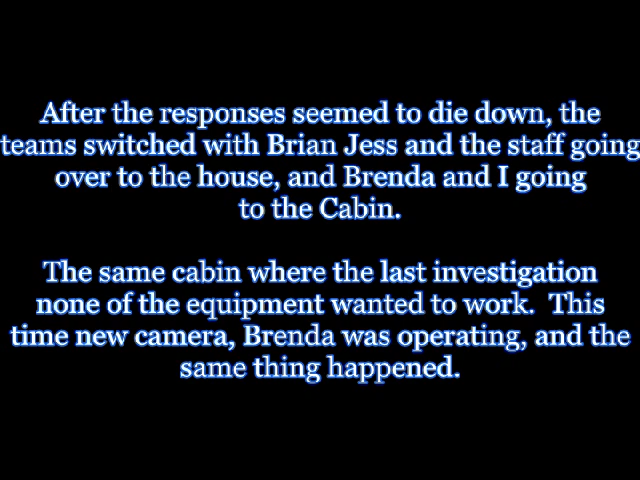 After the responses seemed to die down, the
teams switched with Brian Jess and the staff going
over to the house, and Brenda and I going
to the Cabin.
The same cabin where the last investigation
none of the equipment wanted to work. This
time new camera, Brenda was operating, and the
same thing happened.